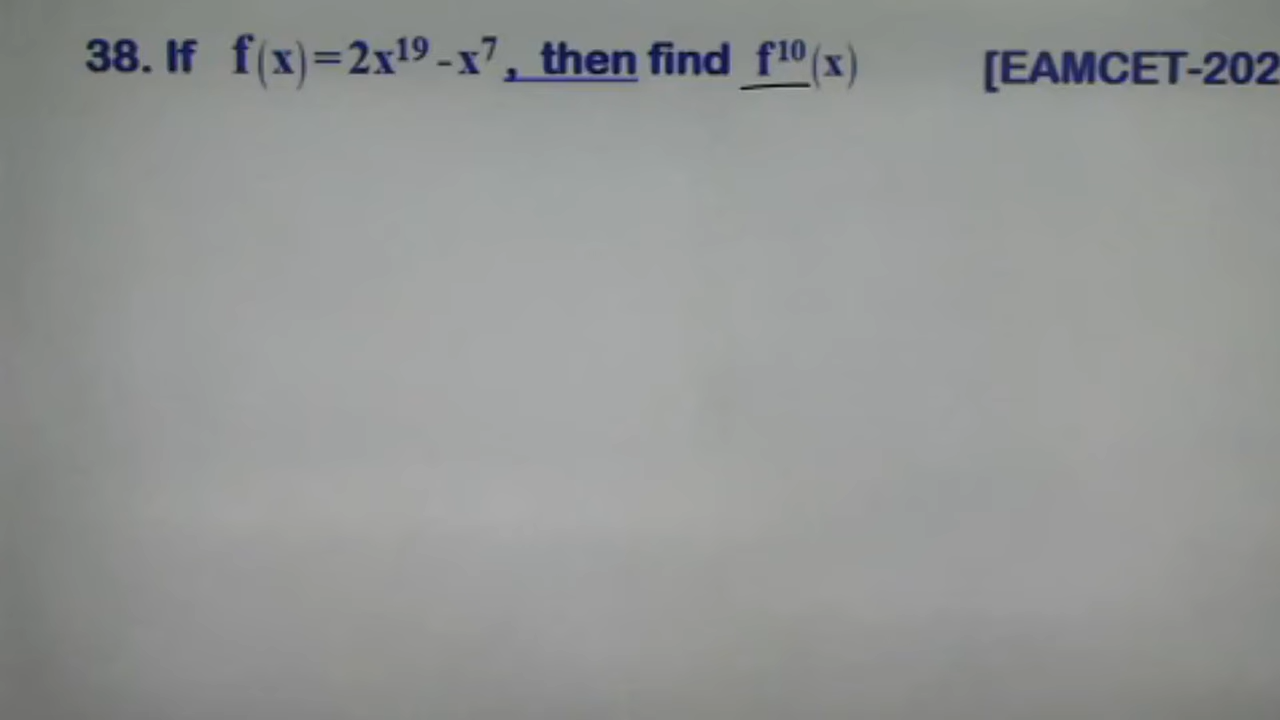 38. If f(x)=2x¹⁹-x⁷, then find f¹⁰(x) [EAMCET-202